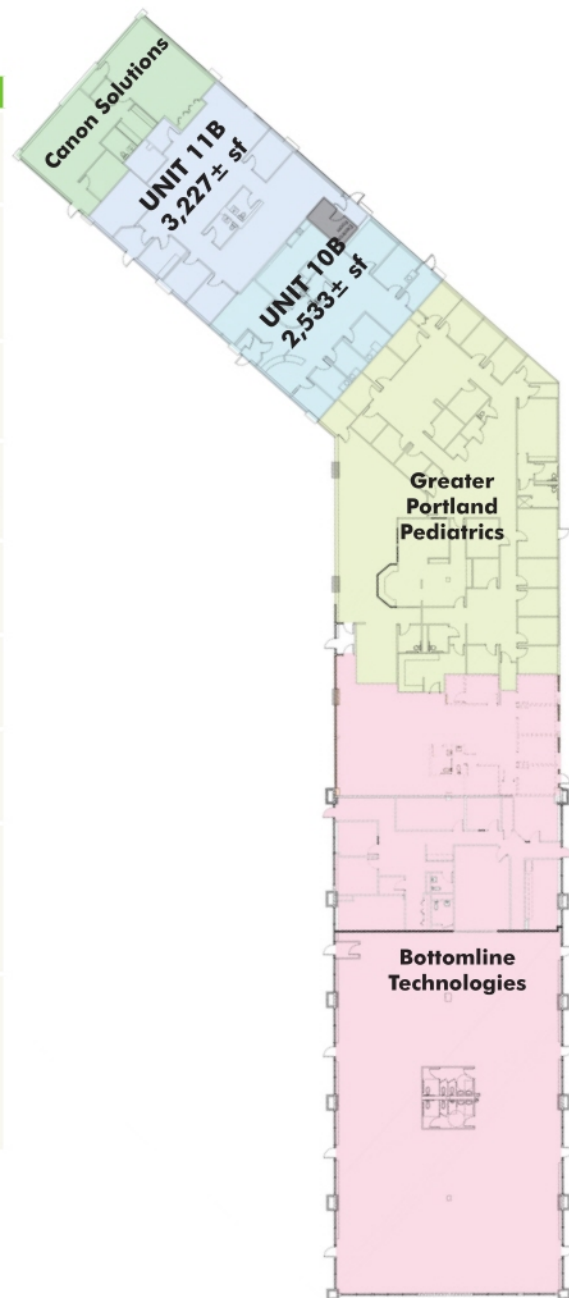 Canon Solutions
UNIT 11B
3,227± sf
UNIT 10B
2,533± sf
Greater
Portland
Pediatrics
Bottomline
Technologies